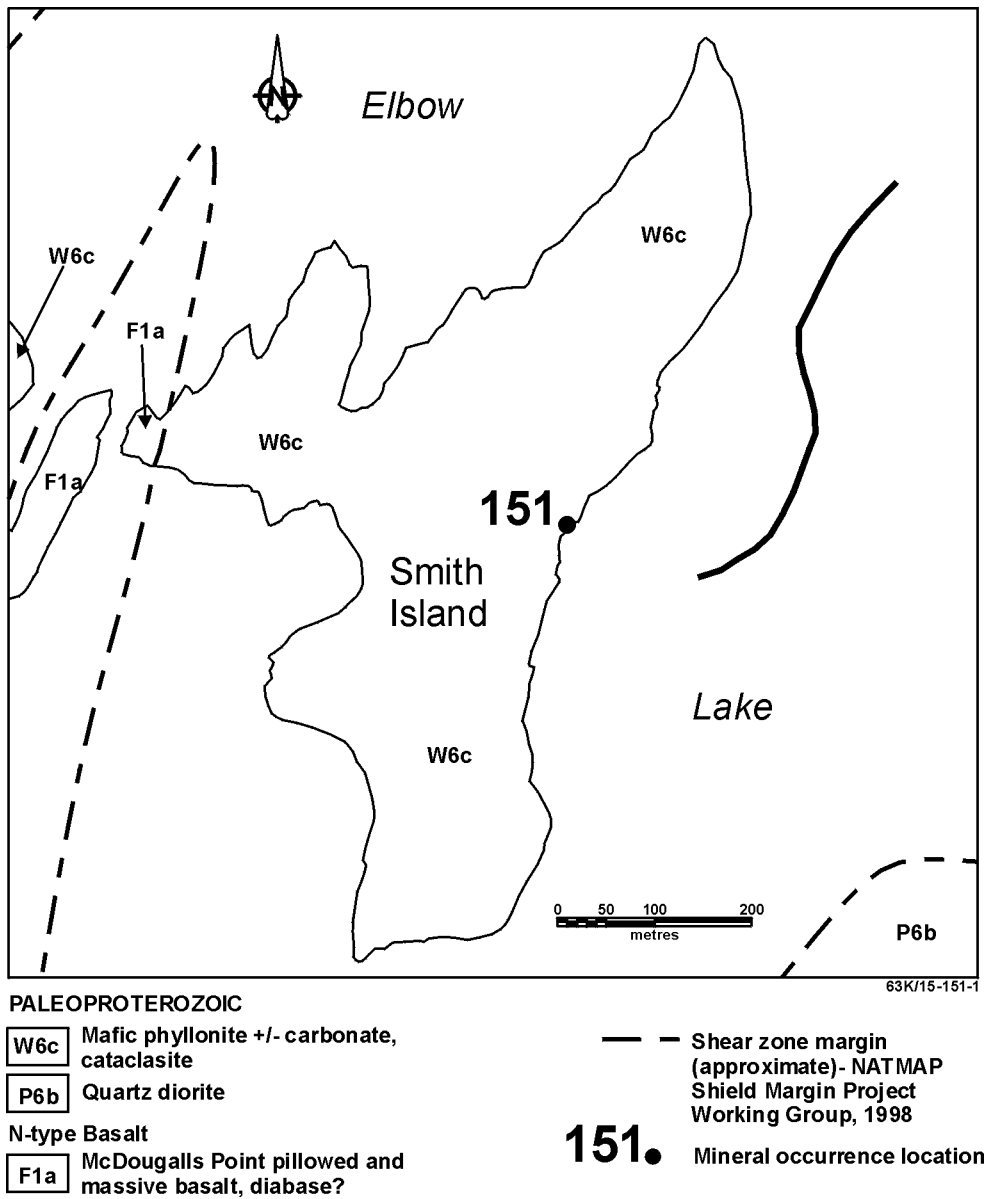 N
Elbow
W6c
W6c
F1a
W6c
F1a
151
Smith
Island
Lake
W6c
0 50 100 200
metres
P6b
63K/15-151-1
PALEOPROTEROZOIC
W6c Mafic phyllonite +/- carbonate,
cataclasite
P6b Quartz diorite
N-type Basalt
F1a McDougalls Point pillowed and
massive basalt, diabase?
Shear zone margin
(approximate)- NATMAP
Shield Margin Project
Working Group, 1998
151 Mineral occurrence location